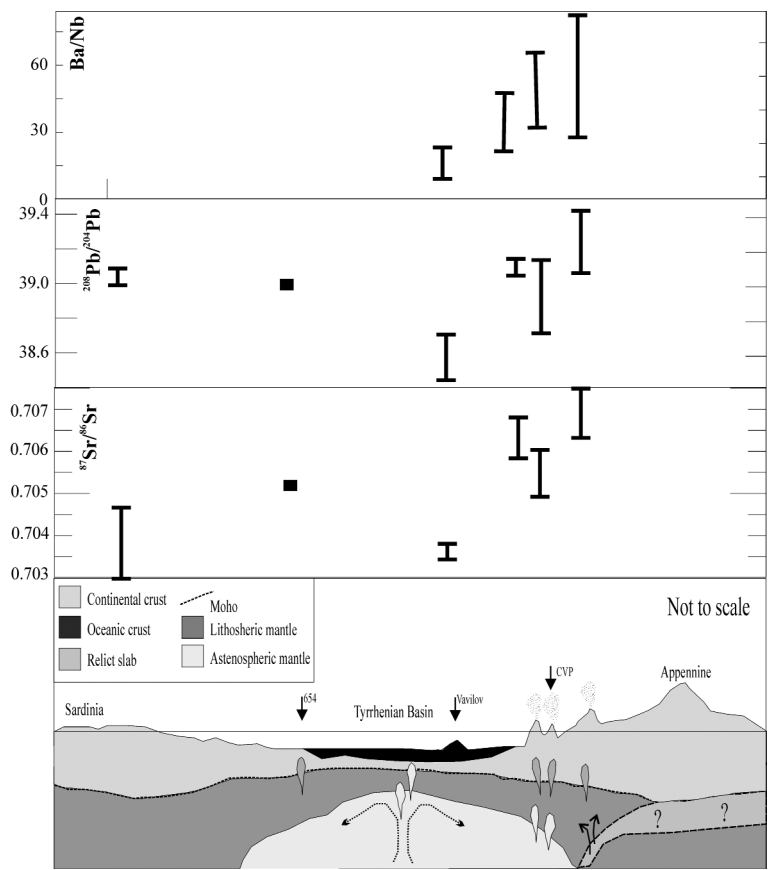 Ba/Nb
60
30
0
208Pb/204Pb
39.4
39.0
38.6
87Sr/86Sr
0.707
0.706
0.705
0.704
0.703
Continental crust
Moho
Oceanic crust
Lithosheric mantle
Relict slab
Astenospheric mantle
Not to scale
Sardinia
654
Tyrrhenian Basin
Vavilov
CVP
Appennine
? ?